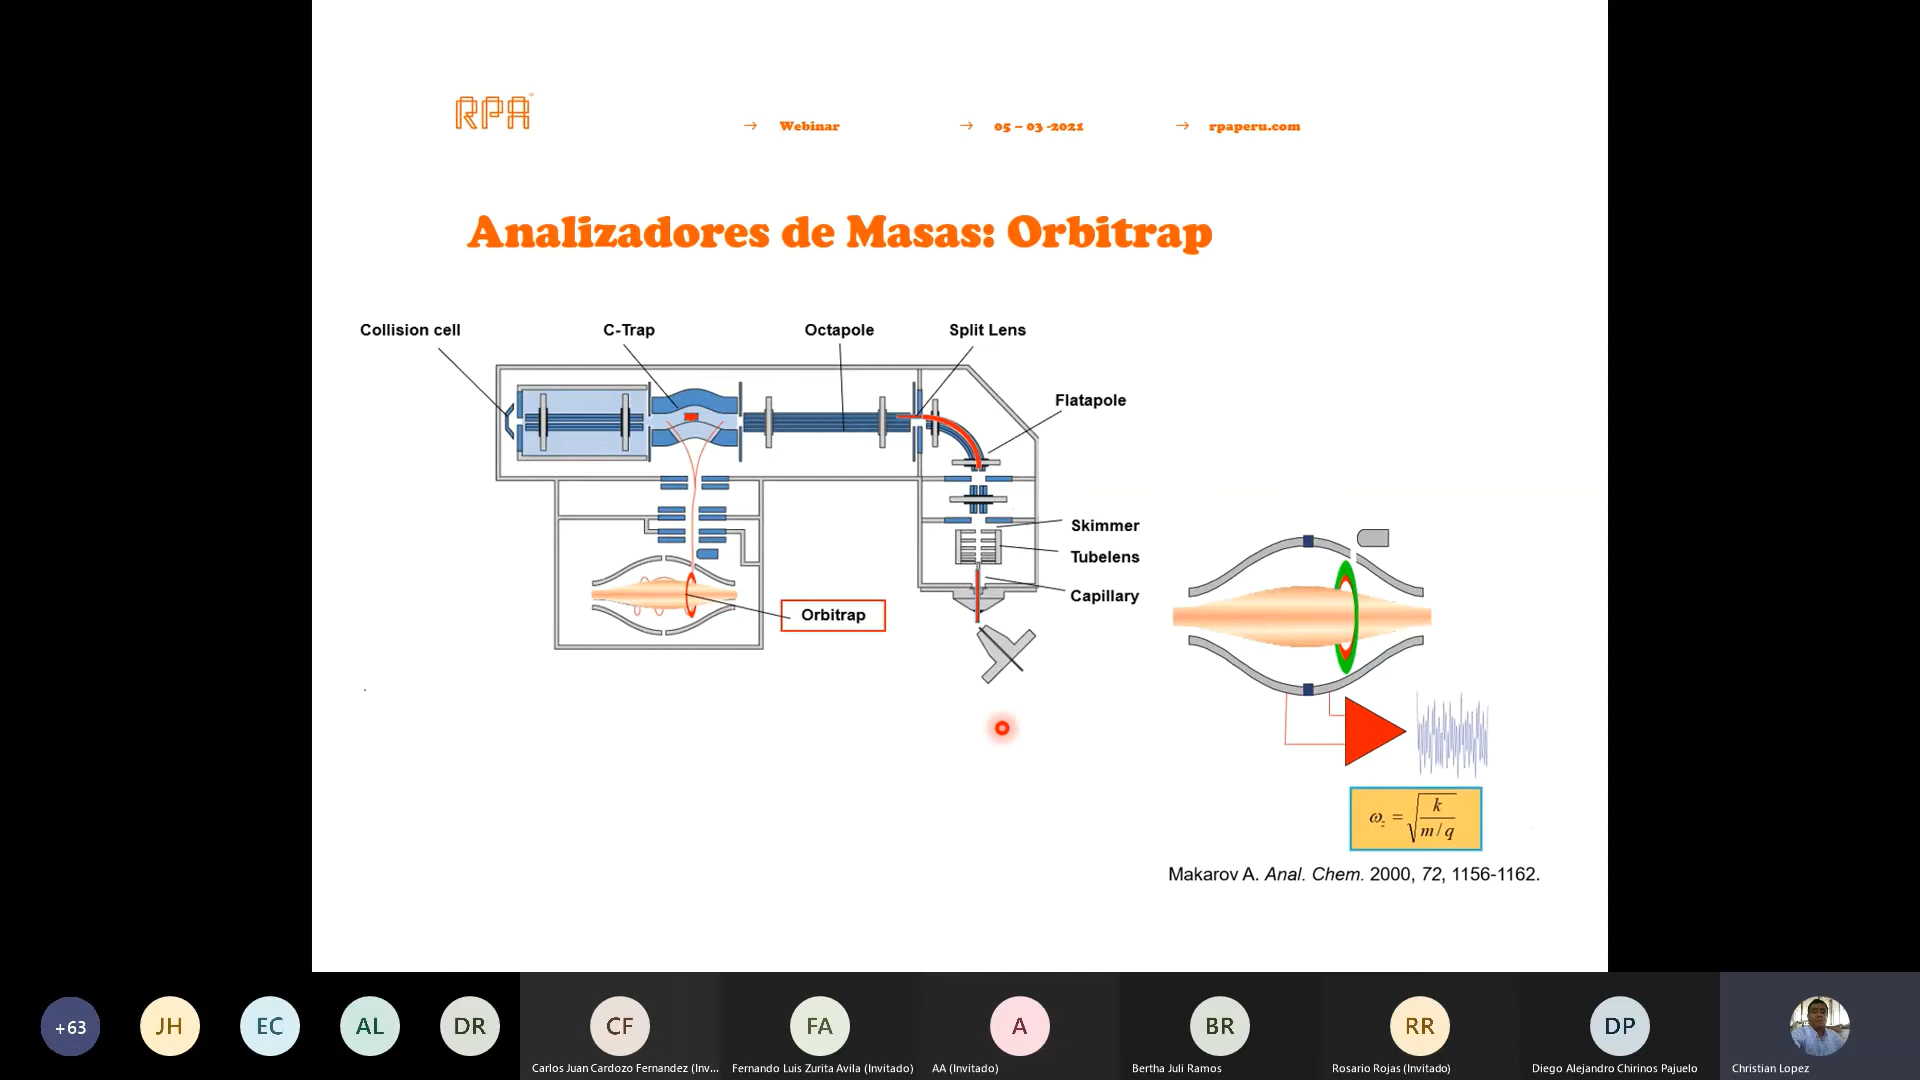 RPA
→ Webinar → 05 – 03 -2021 → rpaperu.com
Analizadores de Masas: Orbitrap
Collision cell
C-Trap
Octapole
Split Lens
Flatapole
Skimmer
Tubelens
Capillary
Orbitrap
ω_z = √(k / (m/q))
Makarov A. Anal. Chem. 2000, 72, 1156-1162.
+63
JH
EC
AL
DR
CF
FA
A
BR
RR
DP
Carlos Juan Cardozo Fernandez (Inv...
Fernando Luis Zurita Avila (Invitado)
AA (Invitado)
Bertha Juli Ramos
Rosario Rojas (Invitado)
Diego Alejandro Chirinos Pajuelo
Christian Lopez